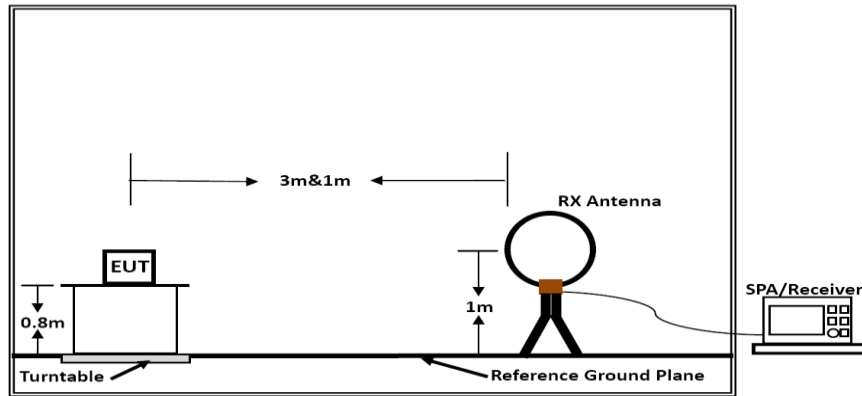 3m&1m
RX Antenna
EUT
SPA/Receiver
0.8m
1m
Turntable
Reference Ground Plane